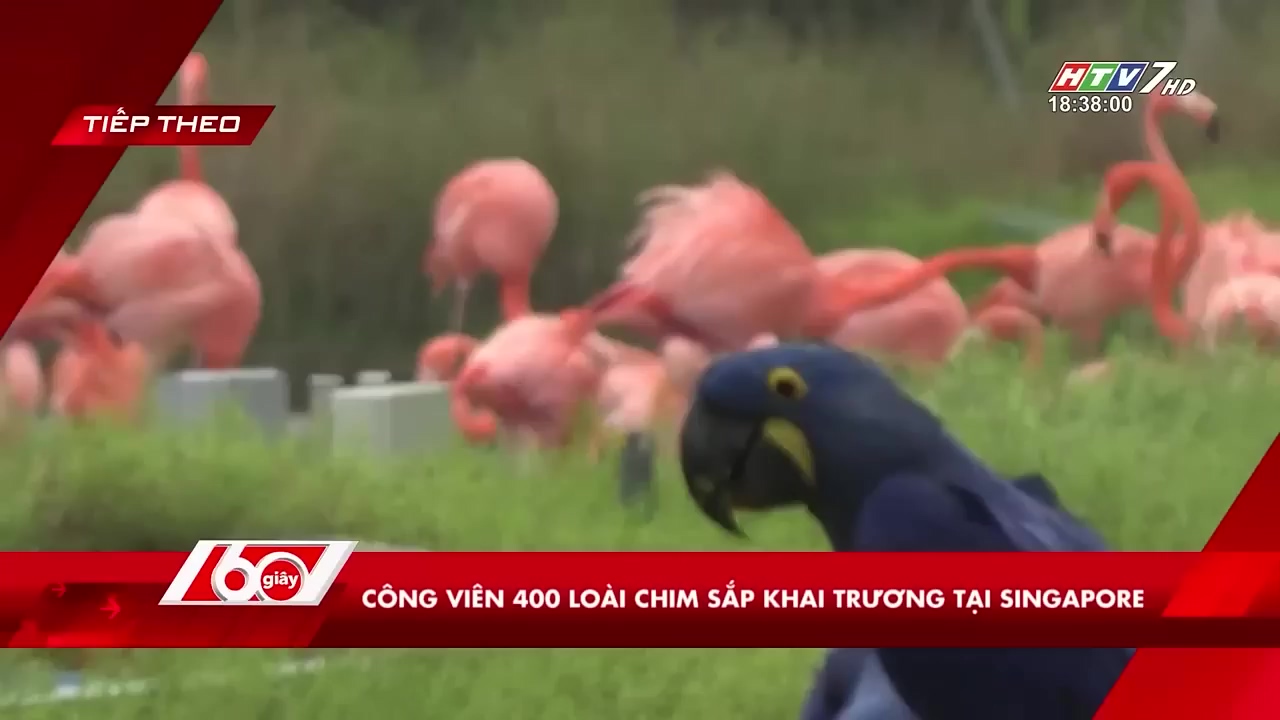 HTV7 HD
18:38:00
TIẾP THEO
60 giây
CÔNG VIÊN 400 LOÀI CHIM SẮP KHAI TRƯƠNG TẠI SINGAPORE